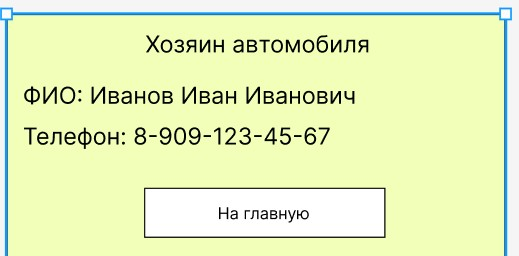 Хозяин автомобиля
ФИО: Иванов Иван Иванович
Телефон: 8-909-123-45-67
На главную